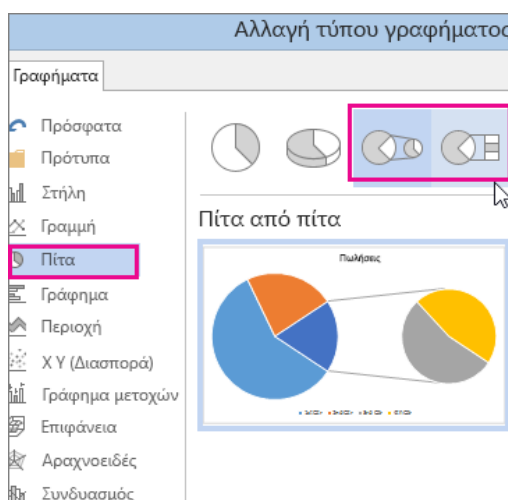 Αλλαγή τύπου γραφήματος
Γραφήματα
Πρόσφατα
Πρότυπα
Στήλη
Γραμμή
Πίτα
Γράφημα
Περιοχή
Χ Υ (Διασπορά)
Γράφημα μετοχών
Επιφάνεια
Αραχνοειδές
Συνδυασμός
Πίτα από πίτα
Πωλήσεις